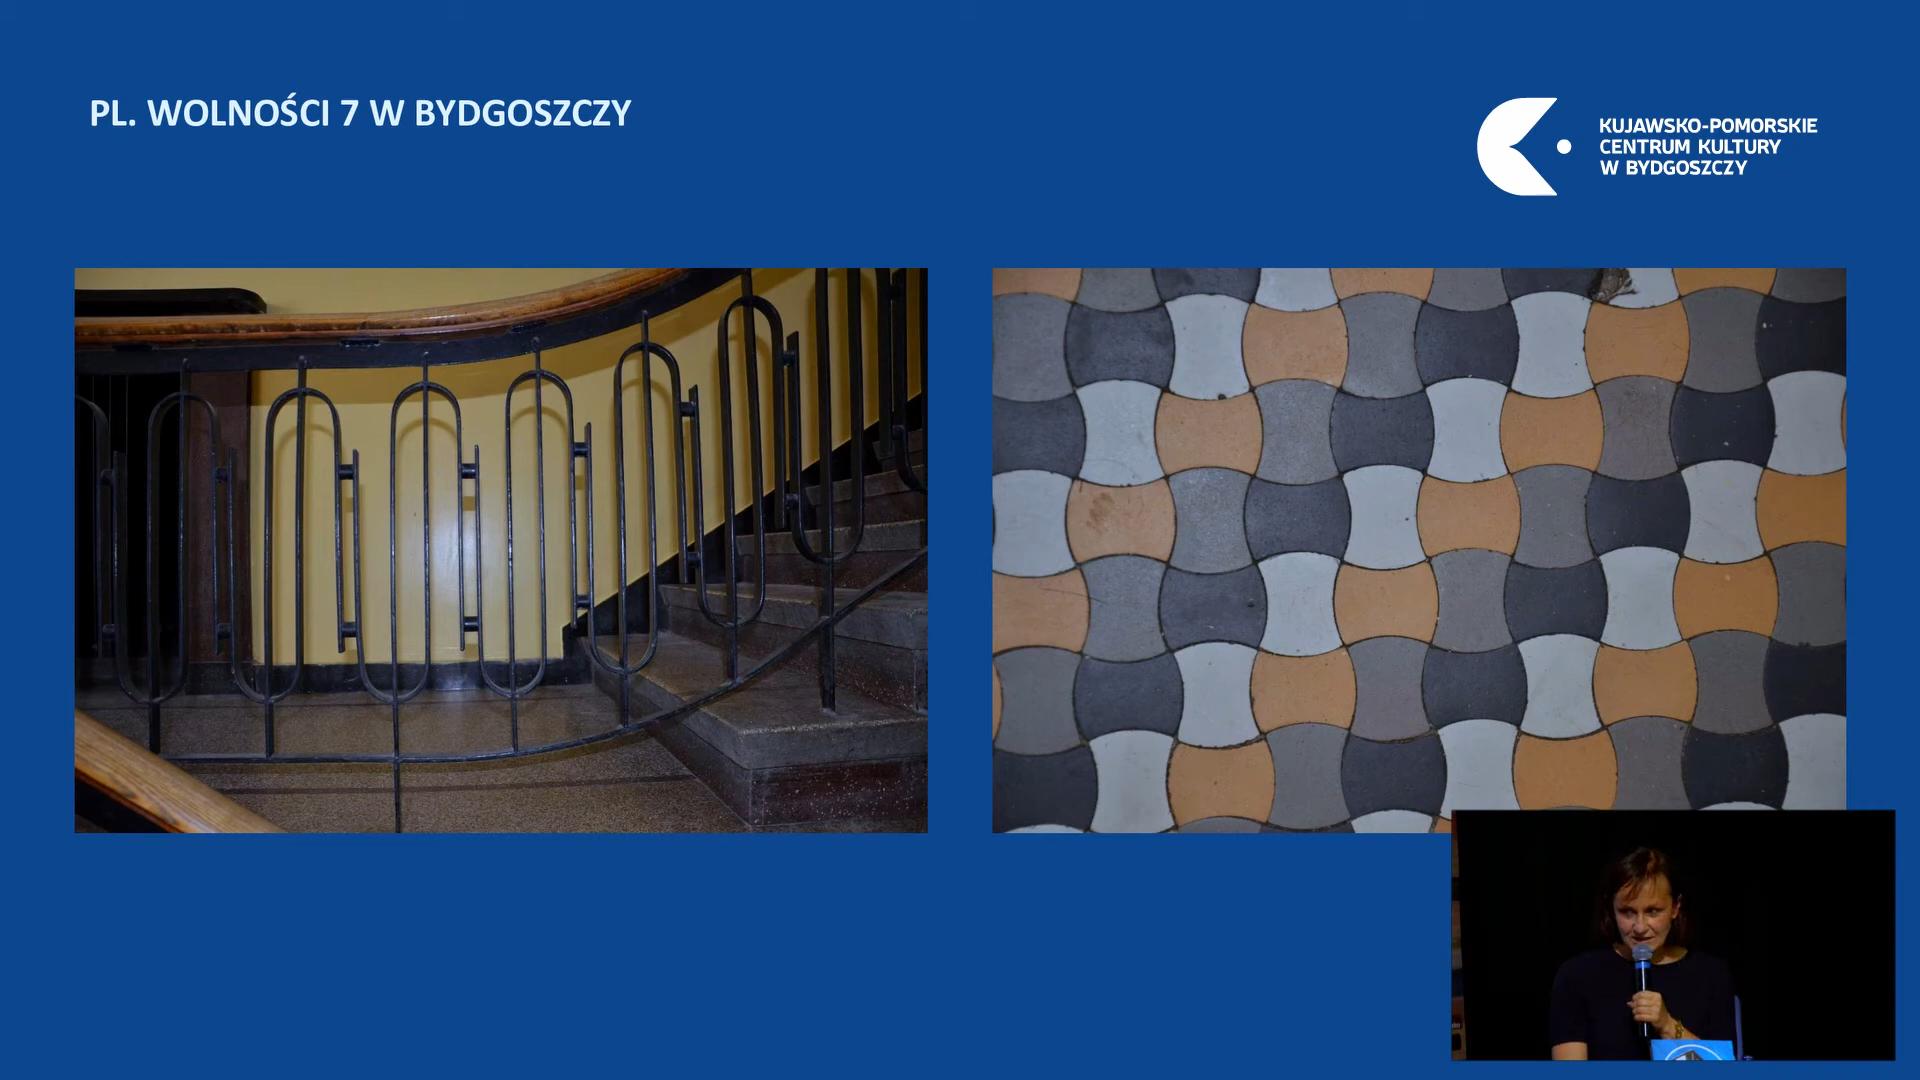 PL. WOLNOŚCI 7 W BYDGOSZCZY
KUJAWSKO-POMORSKIE
CENTRUM KULTURY
W BYDGOSZCZY